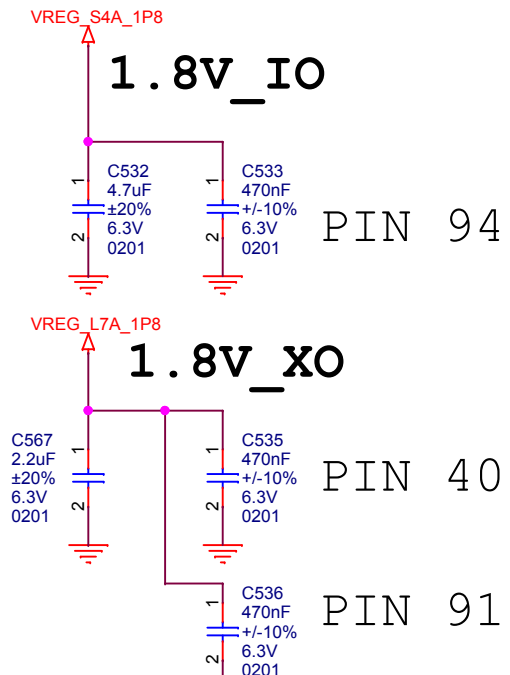 VREG_S4A_1P8
1.8V_IO
1
C532
4.7uF
±20%
6.3V
0201
2
1
C533
470nF
+/-10%
6.3V
0201
2
PIN 94
VREG_L7A_1P8
1.8V_XO
C567
2.2uF
±20%
6.3V
0201
1
2
1
C535
470nF
+/-10%
6.3V
0201
2
PIN 40
1
C536
470nF
+/-10%
6.3V
0201
2
PIN 91